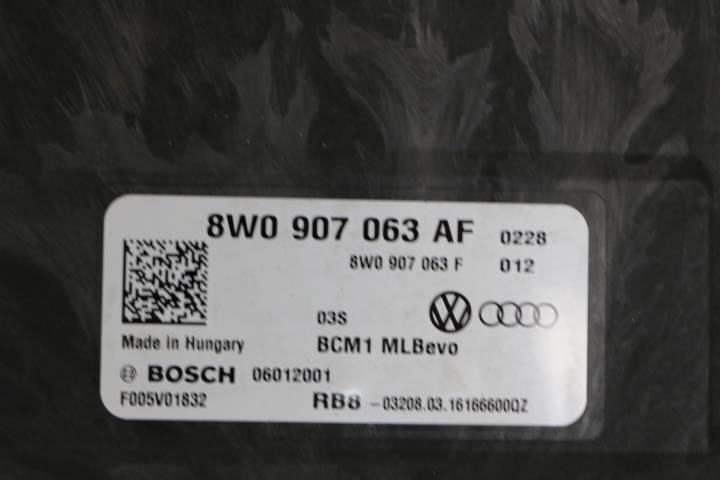 8W0 907 063 AF 0228
8W0 907 063 F 012
03S
Made in Hungary BCM1 MLBevo
BOSCH 06012001
F005V01832 RB8 -03208.03.16166600QZ